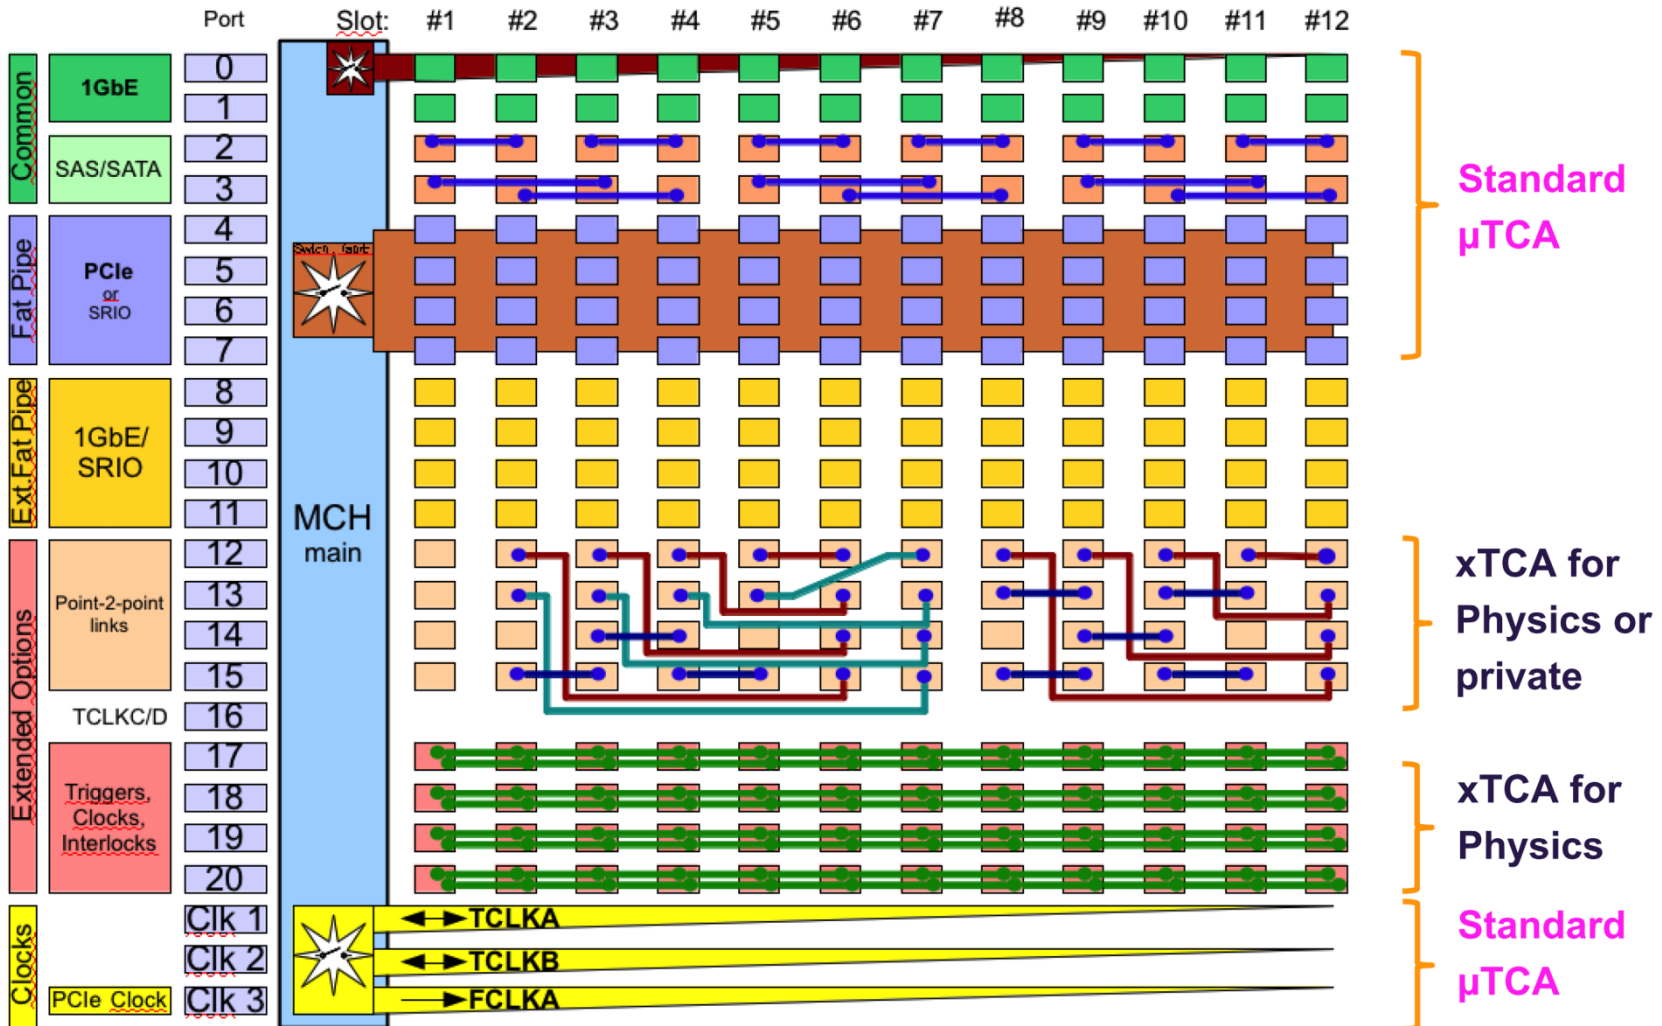 Port
Slot:
#1
#2
#3
#4
#5
#6
#7
#8
#9
#10
#11
#12
Common
1GbE
SAS/SATA
0
1
2
3
Fat Pipe
PCIe
or
SRIO
4
5
6
7
Switch, fabric
Ext.Fat Pipe
1GbE/
SRIO
8
9
10
11
MCH
main
Extended Options
Point-2-point
links
12
13
14
15
TCLKC/D
16
Triggers,
Clocks,
Interlocks
17
18
19
20
Clocks
Clk 1
Clk 2
PCIe Clock
Clk 3
TCLKA
TCLKB
FCLKA
Standard
µTCA
xTCA for
Physics or
private
xTCA for
Physics
Standard
µTCA